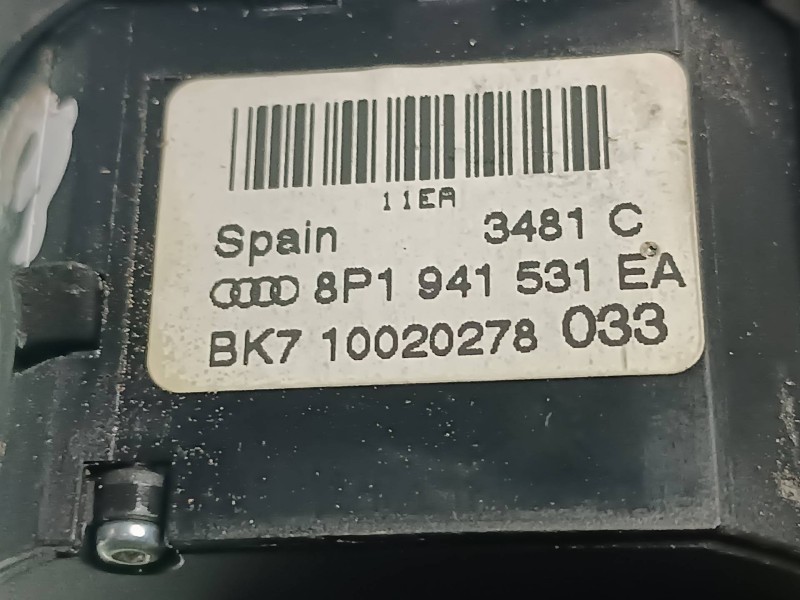 11EA
Spain 3481 C
8P1 941 531 EA
BK7 10020278 033